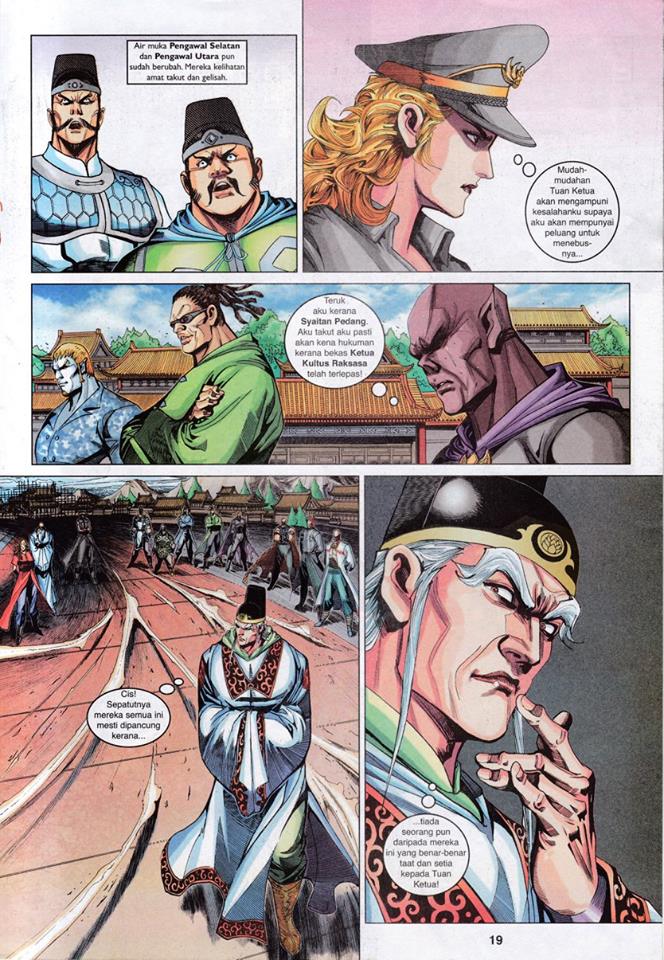 Air muka Pengawal Selatan
dan Pengawal Utara pun
sudah berubah. Mereka kelihatan
amat takut dan gelisah.
Mudah-
mudahan
Tuan Ketua
akan mengampuni
kesalahanku supaya
aku akan mempunyai
peluang untuk
menebus-
nya...
Teruk
aku kerana
Syaitan Pedang.
Aku takut aku pasti
akan kena hukuman
kerana bekas Ketua
Kultus Raksasa
telah terlepas!
Cis!
Sepatutnya
mereka semua ini
mesti dipancung
kerana...
...tiada
seorang pun
daripada mereka
ini yang benar-benar
taat dan setia
kepada Tuan
Ketua!
19